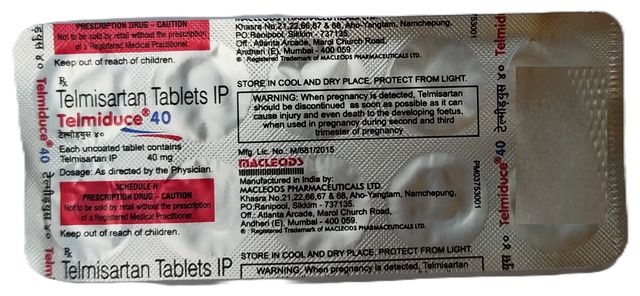 PRESCRIPTION DRUG – CAUTION
Not to be sold by retail without the prescription
of a Registered Medical Practitioner.
Keep out of reach of children.
Rx
Telmisartan Tablets IP
Telmiduce® 40
टेल्मीड्युस ४०
Each uncoated tablet contains
Telmisartan IP 40 mg
Dosage: As directed by the Physician.
SCHEDULE H
PRESCRIPTION DRUG – CAUTION
Not to be sold by retail without the prescription
of a Registered Medical Practitioner.
Keep out of reach of children.
Rx
Telmisartan Tablets IP
Khasra No.21,22,66,67 & 68, Aho-Yangtam, Namchepung,
PO:Ranipool, Sikkim - 737135.
Off.: Atlanta Arcade, Marol Church Road,
Andheri (E), Mumbai - 400 059.
® : Registered Trademark of MACLEODS PHARMACEUTICALS LTD.
STORE IN COOL AND DRY PLACE, PROTECT FROM LIGHT.
WARNING: When pregnancy is detected, Telmisartan
should be discontinued as soon as possible as it can
cause injury and even death to the developing foetus,
when used in pregnancy during second and third
trimester of pregnancy
Mfg. Lic. No.: M/681/2015
MACLEODS
Manufactured in India by:
MACLEODS PHARMACEUTICALS LTD.
Khasra No.21,22,66,67 & 68, Aho-Yangtam, Namchepung,
PO:Ranipool, Sikkim - 737135.
Off.: Atlanta Arcade, Marol Church Road,
Andheri (E), Mumbai - 400 059.
® : Registered Trademark of MACLEODS PHARMACEUTICALS LTD.
STORE IN COOL AND DRY PLACE, PROTECT FROM LIGHT.
WARNING: When pregnancy is detected, Telmisartan
PM037S3001
Telmiduce® 40 टेल्मीड्युस ४०
Telmiduce® 40